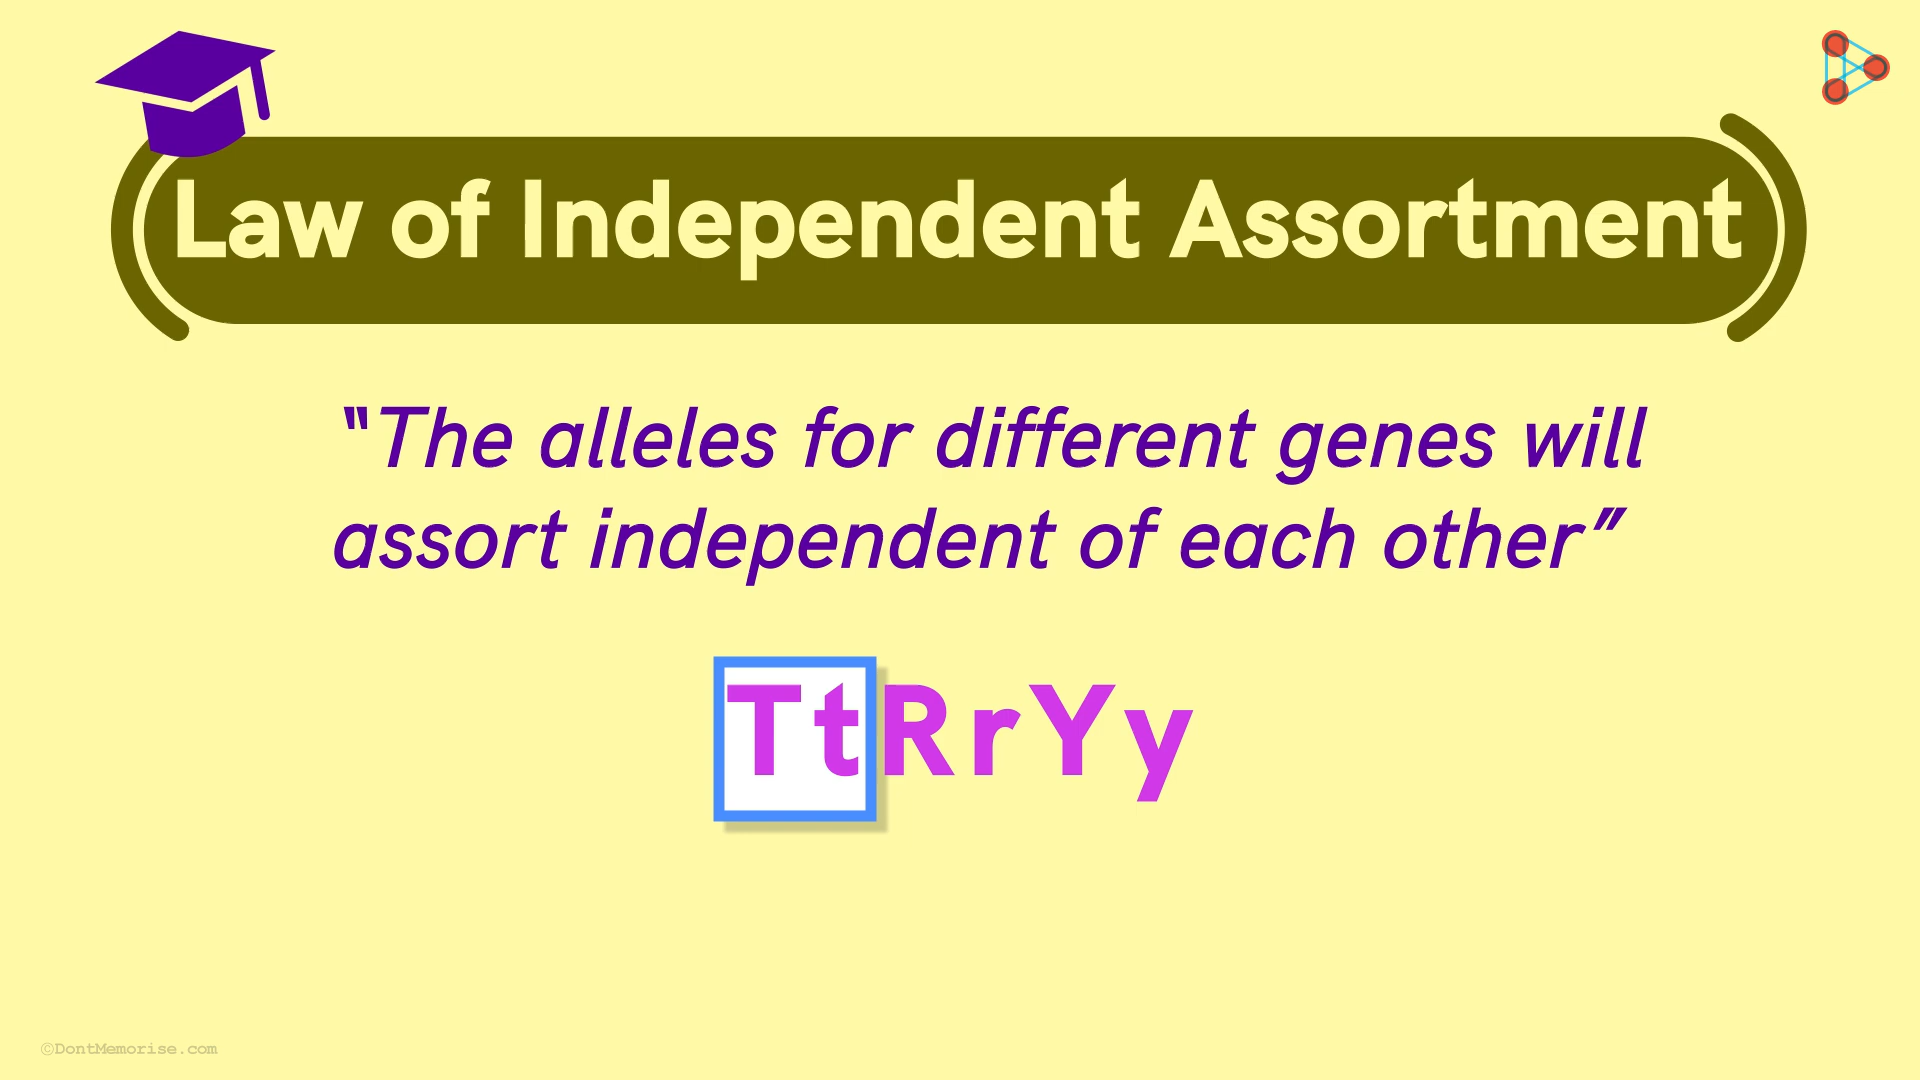 Law of Independent Assortment
“The alleles for different genes will
assort independent of each other”
TtRrYy
©DontMemorise.com